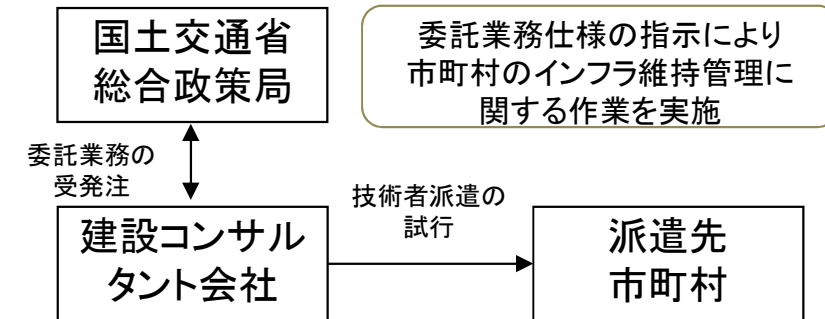 国土交通省
総合政策局
委託業務仕様の指示により
市町村のインフラ維持管理に
関する作業を実施
委託業務の
受発注
技術者派遣の
試行
建設コンサル
タント会社
派遣先
市町村